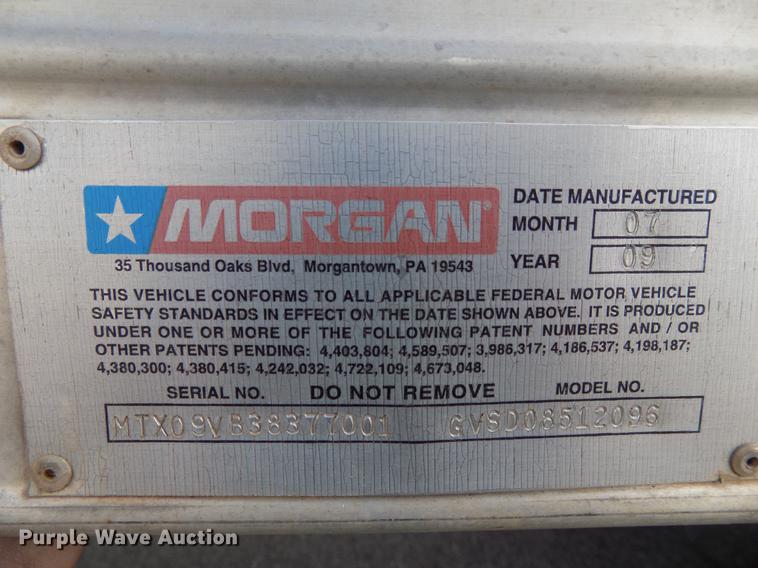 MORGAN®
35 Thousand Oaks Blvd, Morgantown, PA 19543
DATE MANUFACTURED
MONTH 07
YEAR 09
THIS VEHICLE CONFORMS TO ALL APPLICABLE FEDERAL MOTOR VEHICLE
SAFETY STANDARDS IN EFFECT ON THE DATE SHOWN ABOVE. IT IS PRODUCED
UNDER ONE OR MORE OF THE FOLLOWING PATENT NUMBERS AND / OR
OTHER PATENTS PENDING: 4,403,804; 4,589,507; 3,986,317; 4,186,537; 4,198,187;
4,380,300; 4,380,415; 4,242,032; 4,722,109; 4,673,048.
SERIAL NO. DO NOT REMOVE MODEL NO.
MTX09VB38377001 GVSD08512096
Purple Wave Auction